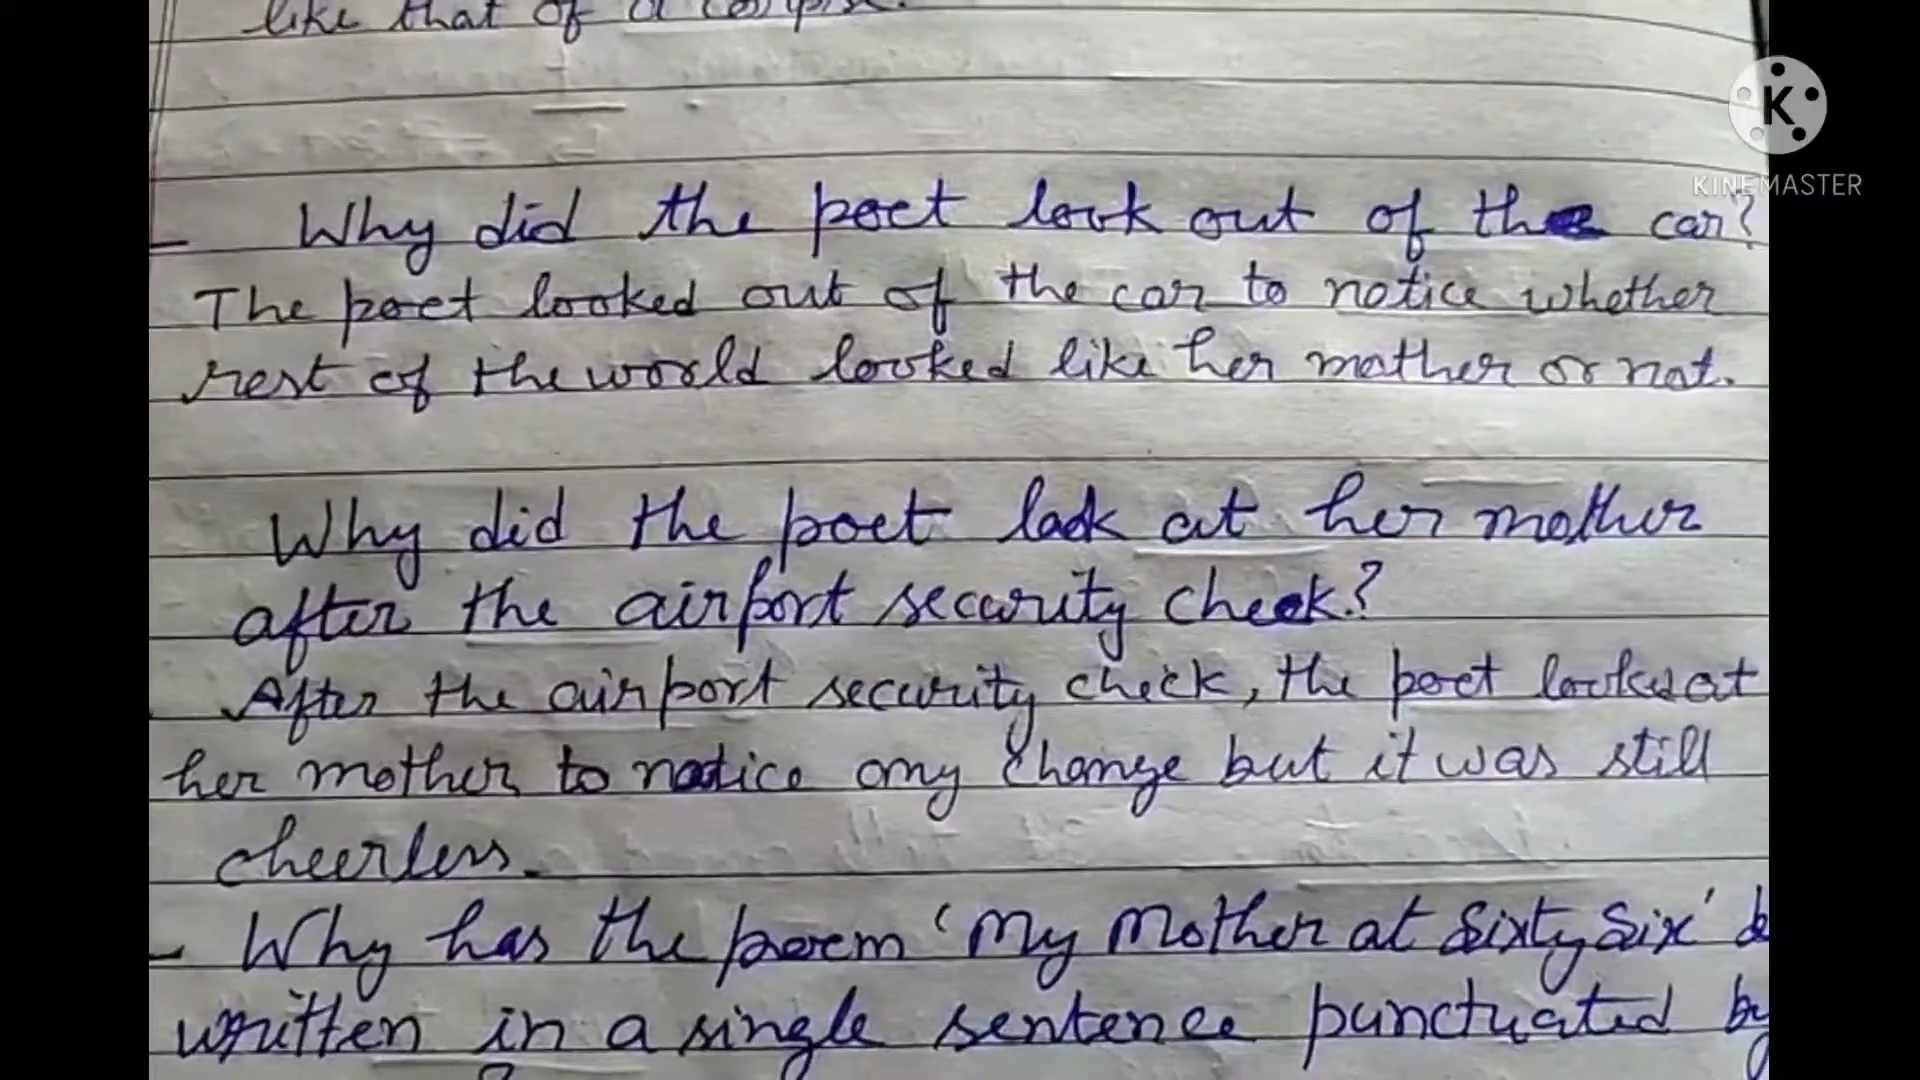 like that of a corpse.
Why did the poet look out of the car?
The poet looked out of the car to notice whether
rest of the world looked like her mother or not.
Why did the poet look at her mother
after the airport security check?
After the airport security check, the poet looked at
her mother to notice any change but it was still
cheerless.
- Why has the poem 'My Mother at Sixty Six' b
written in a single sentence punctuated by
K
KINEMASTER